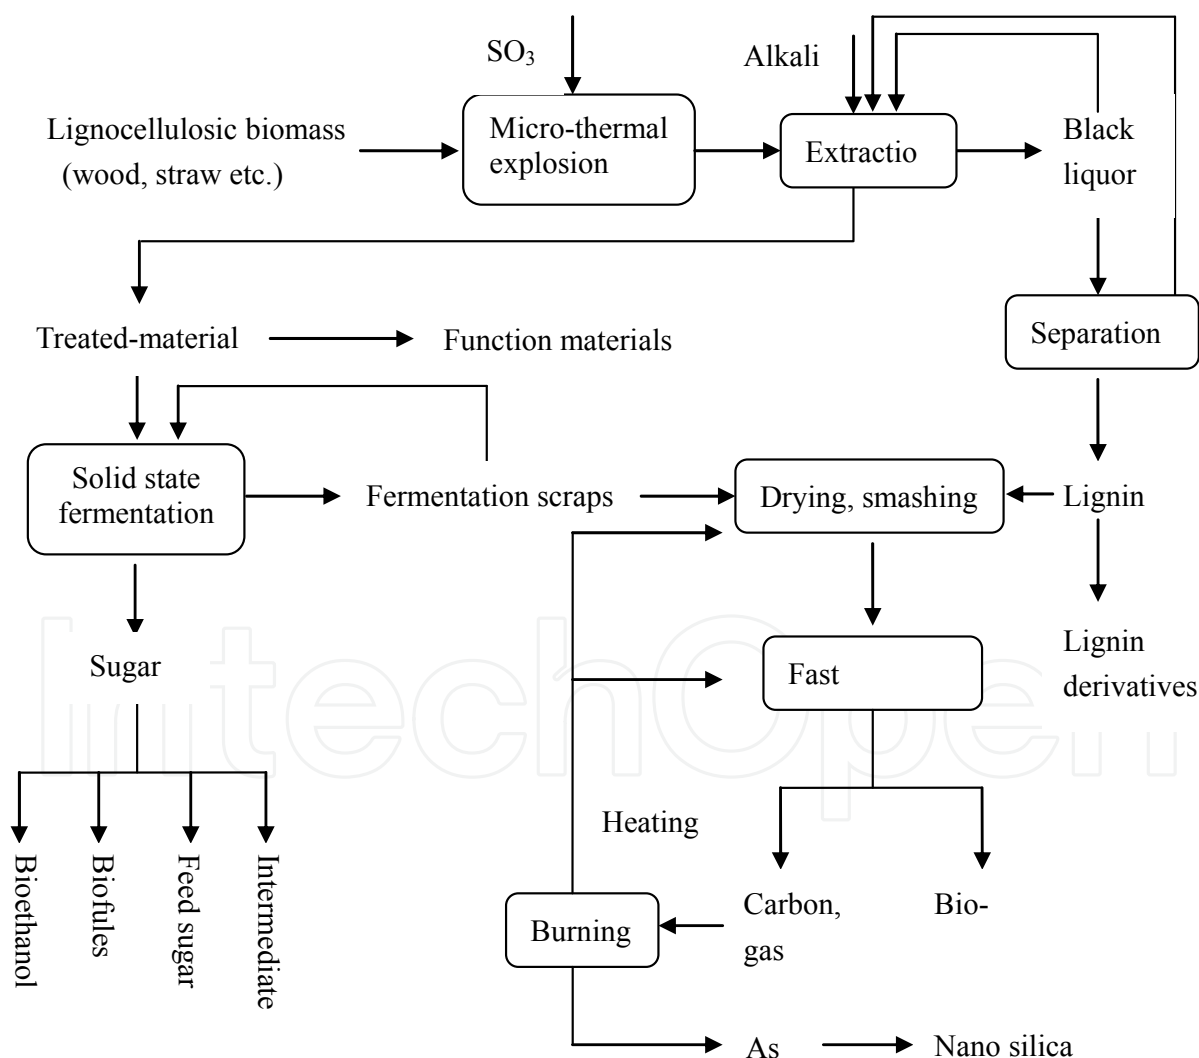 SO₃
Alkali
Lignocellulosic biomass
(wood, straw etc.)
Micro-thermal
explosion
Extractio
Black
liquor
Treated-material
Function materials
Separation
Solid state
fermentation
Fermentation scraps
Drying, smashing
Lignin
Sugar
Fast
Lignin
derivatives
Heating
Bioethanol
Biofules
Feed sugar
Intermediate
Burning
Carbon,
gas
Bio-
As
Nano silica
IntechOpen